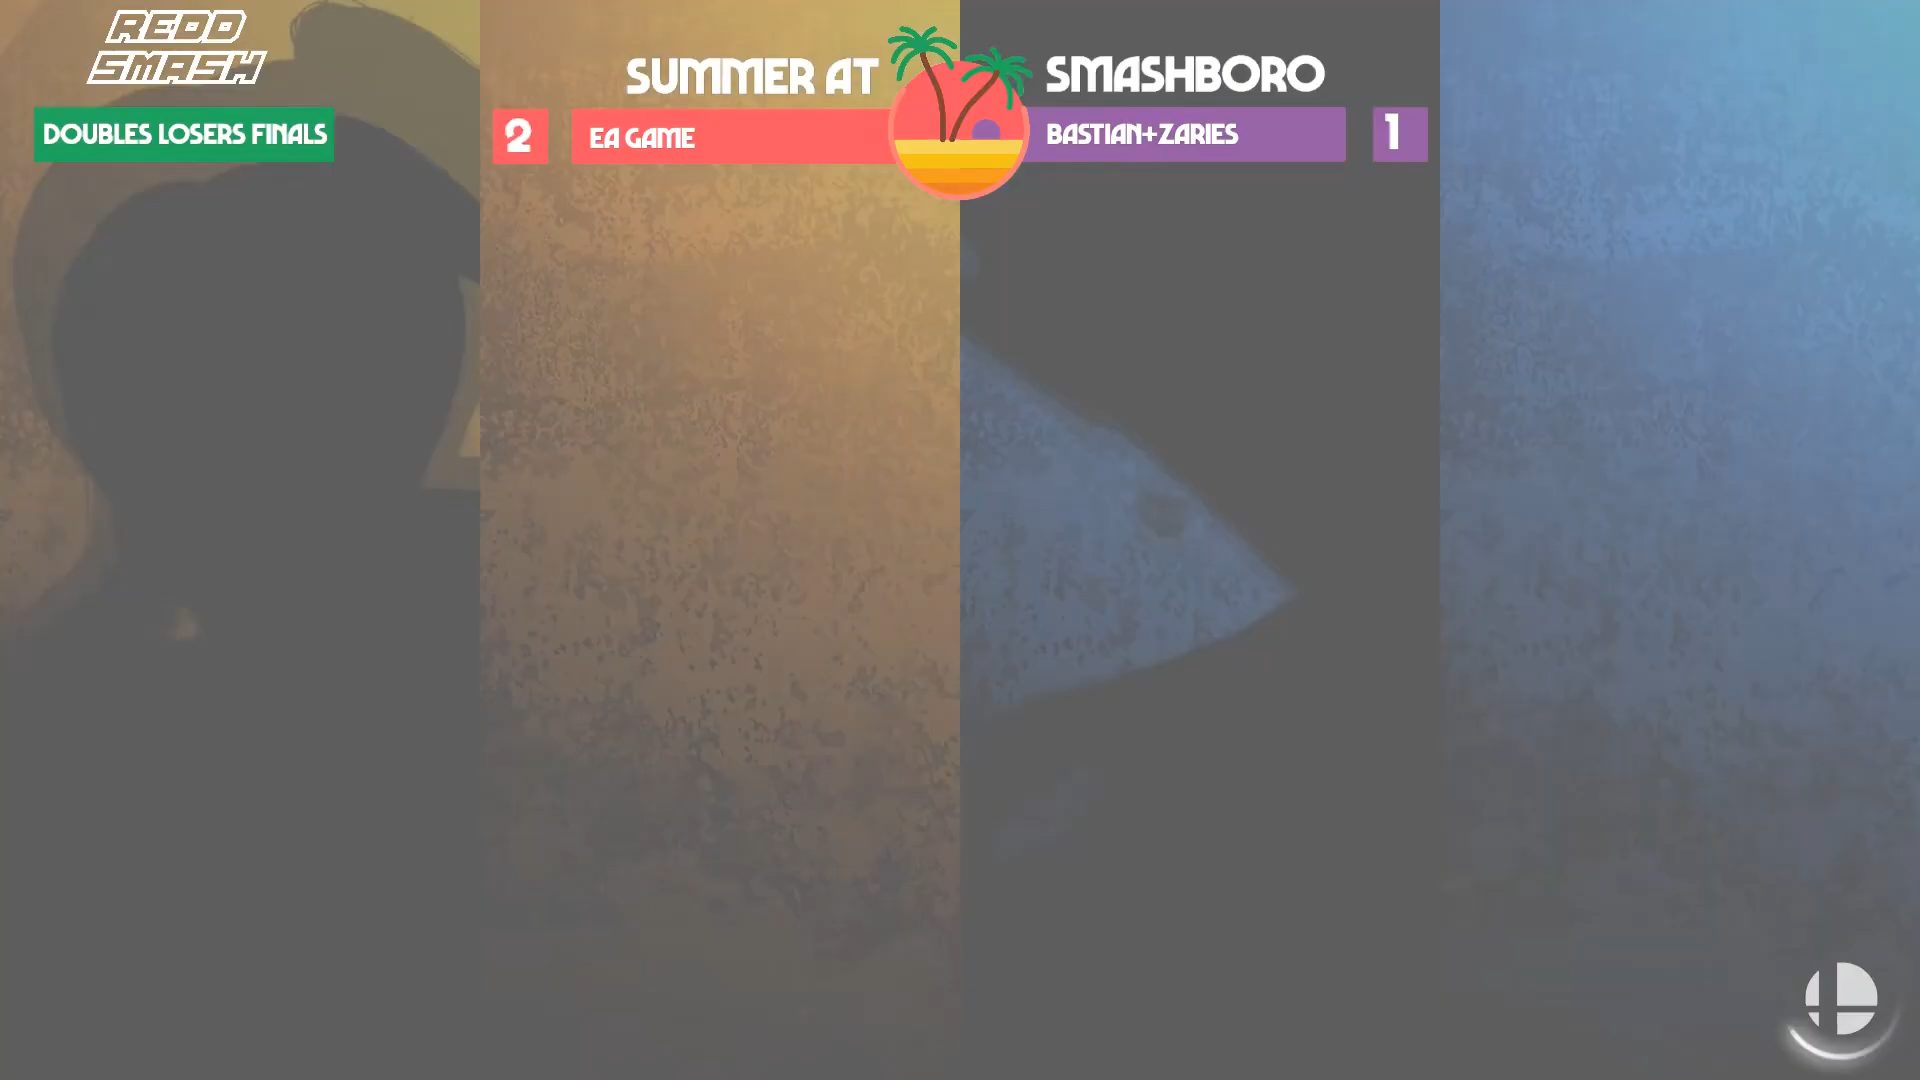 REDD
SMASH
DOUBLES LOSERS FINALS
SUMMER AT SMASHBORO
2 EA GAME
BASTIAN+ZARIES 1